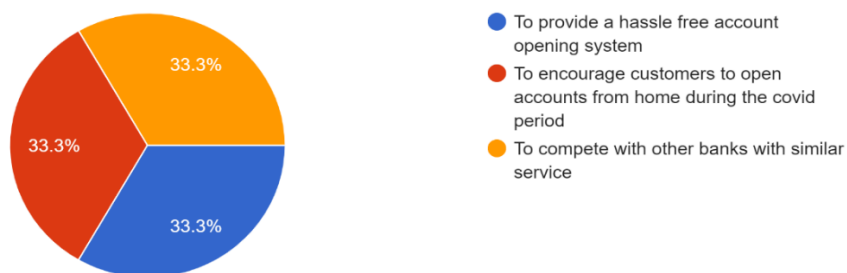 33.3%
33.3%
33.3%
To provide a hassle free account
opening system
To encourage customers to open
accounts from home during the covid
period
To compete with other banks with similar
service